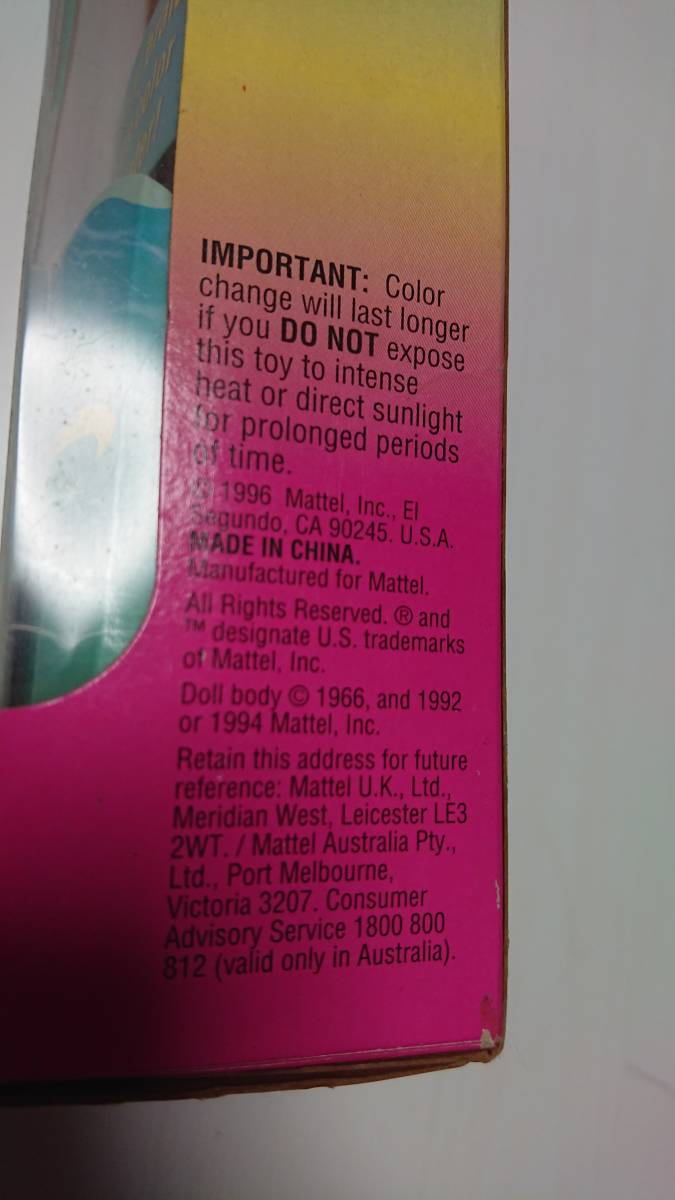 IMPORTANT: Color
change will last longer
if you DO NOT expose
this toy to intense
heat or direct sunlight
for prolonged periods
of time.
© 1996 Mattel, Inc., El
Segundo, CA 90245. U.S.A.
MADE IN CHINA.
Manufactured for Mattel.
All Rights Reserved. ® and
™ designate U.S. trademarks
of Mattel, Inc.
Doll body © 1966, and 1992
or 1994 Mattel, Inc.
Retain this address for future
reference: Mattel U.K., Ltd.,
Meridian West, Leicester LE3
2WT. / Mattel Australia Pty.,
Ltd., Port Melbourne,
Victoria 3207. Consumer
Advisory Service 1800 800
812 (valid only in Australia).